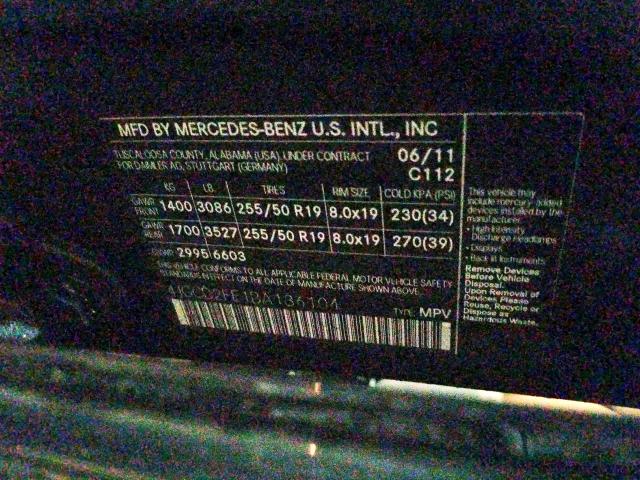 MFD BY MERCEDES-BENZ U.S. INTL., INC
TUSCALOOSA COUNTY, ALABAMA (USA), UNDER CONTRACT
FOR DAIMLER AG, STUTTGART (GERMANY)
06/11
C112
KG LB. TIRES RIM SIZE COLD KPA (PSI)
GAWR FRONT 1400 3086 255/50 R19 8.0x19 230(34)
GAWR REAR 1700 3527 255/50 R19 8.0x19 270(39)
GVWR 2995 6603
THIS VEHICLE CONFORMS TO ALL APPLICABLE FEDERAL MOTOR VEHICLE SAFETY
STANDARDS IN EFFECT ON THE DATE OF MANUFACTURE SHOWN ABOVE.
TYPE: MPV
This vehicle may
include mercury-added
devices installed by the
manufacturer:
• High Intensity
Discharge Headlamps
• Displays
• Back lit Instruments
Remove Devices
Before Vehicle
Disposal.
Upon Removal of
Devices Please
Reuse, Recycle or
Dispose as
Hazardous Waste.